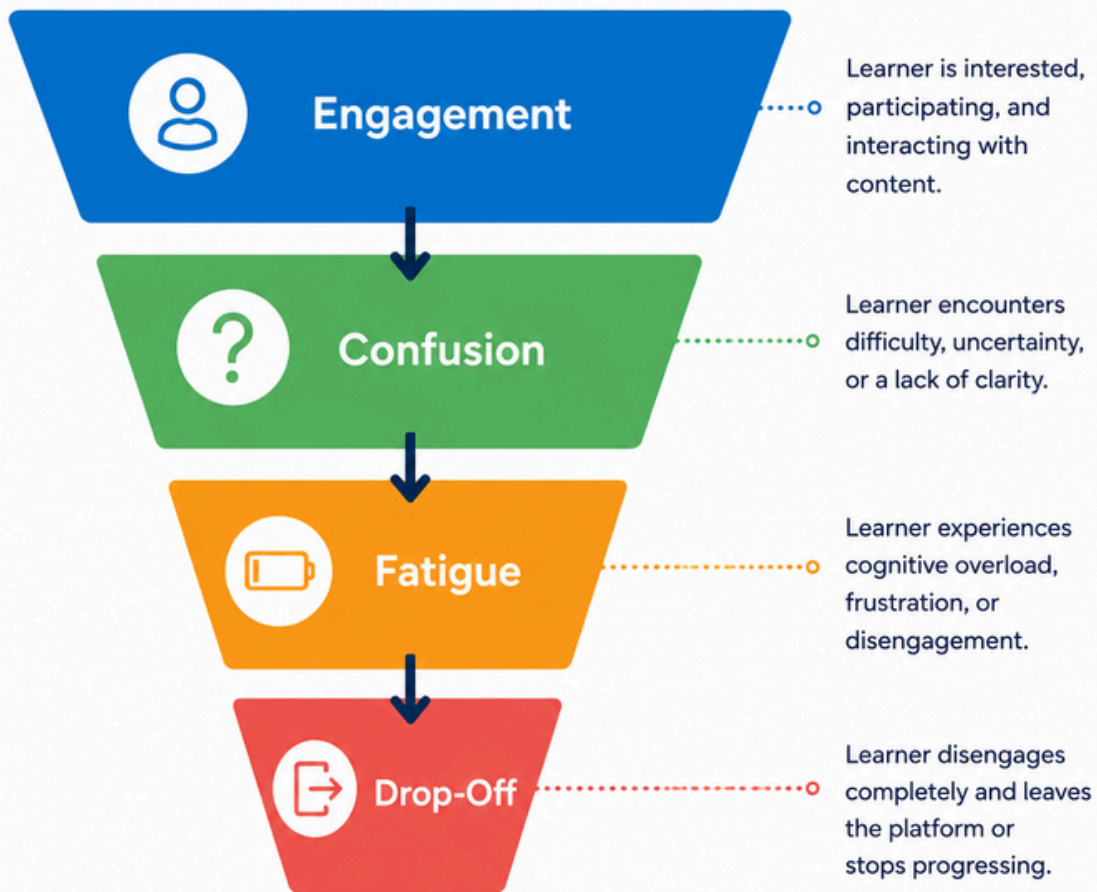 Engagement
Learner is interested,
participating, and
interacting with
content.
?
Confusion
Learner encounters
difficulty, uncertainty,
or a lack of clarity.
Fatigue
Learner experiences
cognitive overload,
frustration, or
disengagement.
Drop-Off
Learner disengages
completely and leaves
the platform or
stops progressing.